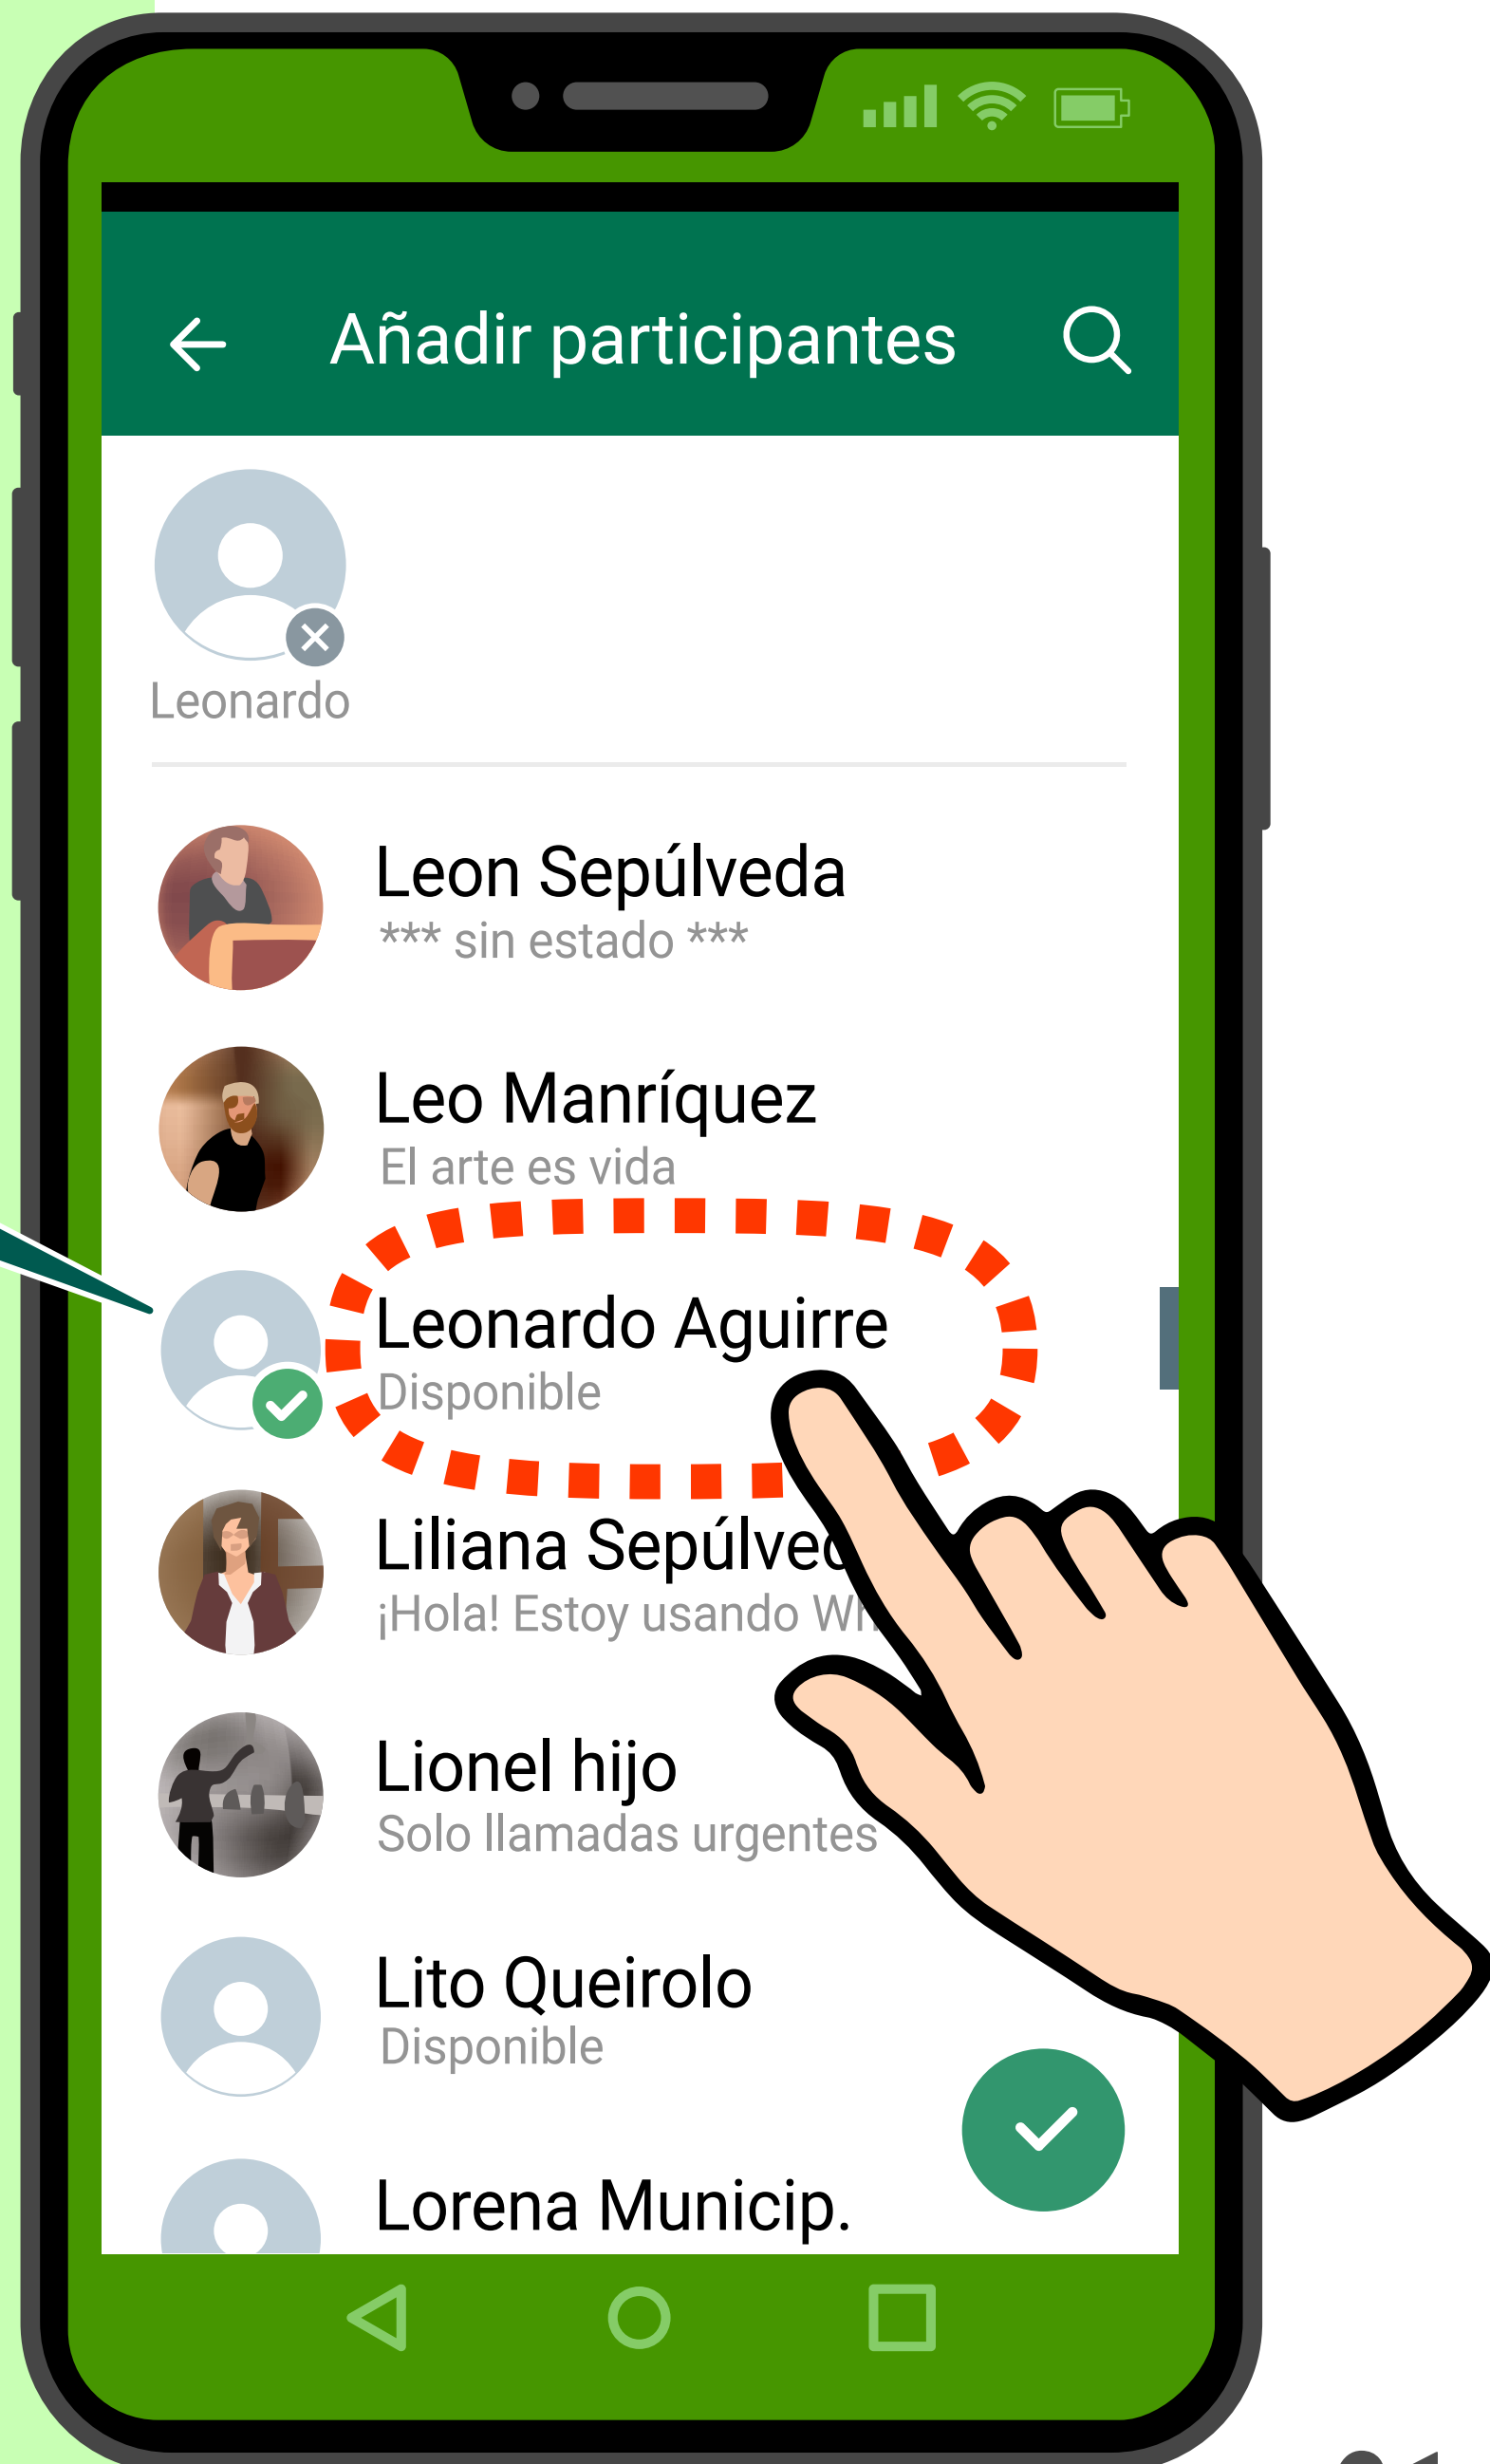 Añadir participantes
Leonardo
Leon Sepúlveda
*** sin estado ***
Leo Manríquez
El arte es vida
Leonardo Aguirre
Disponible
Liliana
¡Hola! Estoy usando
Lionel hijo
Solo llamadas urgentes
Lito Queirolo
Disponible
Lorena Municip.